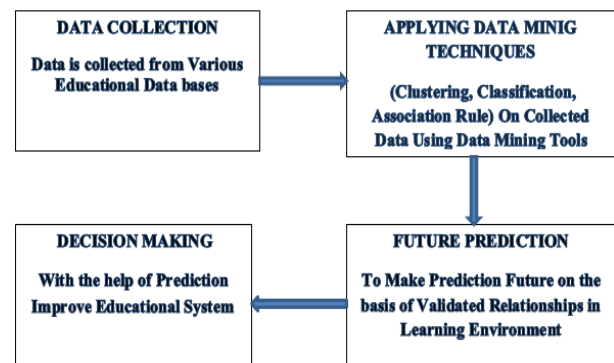 DATA COLLECTION
Data is collected from Various
Educational Data bases
APPLYING DATA MINIG
TECHNIQUES
(Clustering, Classification,
Association Rule) On Collected
Data Using Data Mining Tools
FUTURE PREDICTION
To Make Prediction Future on the
basis of Validated Relationships in
Learning Environment
DECISION MAKING
With the help of Prediction
Improve Educational System